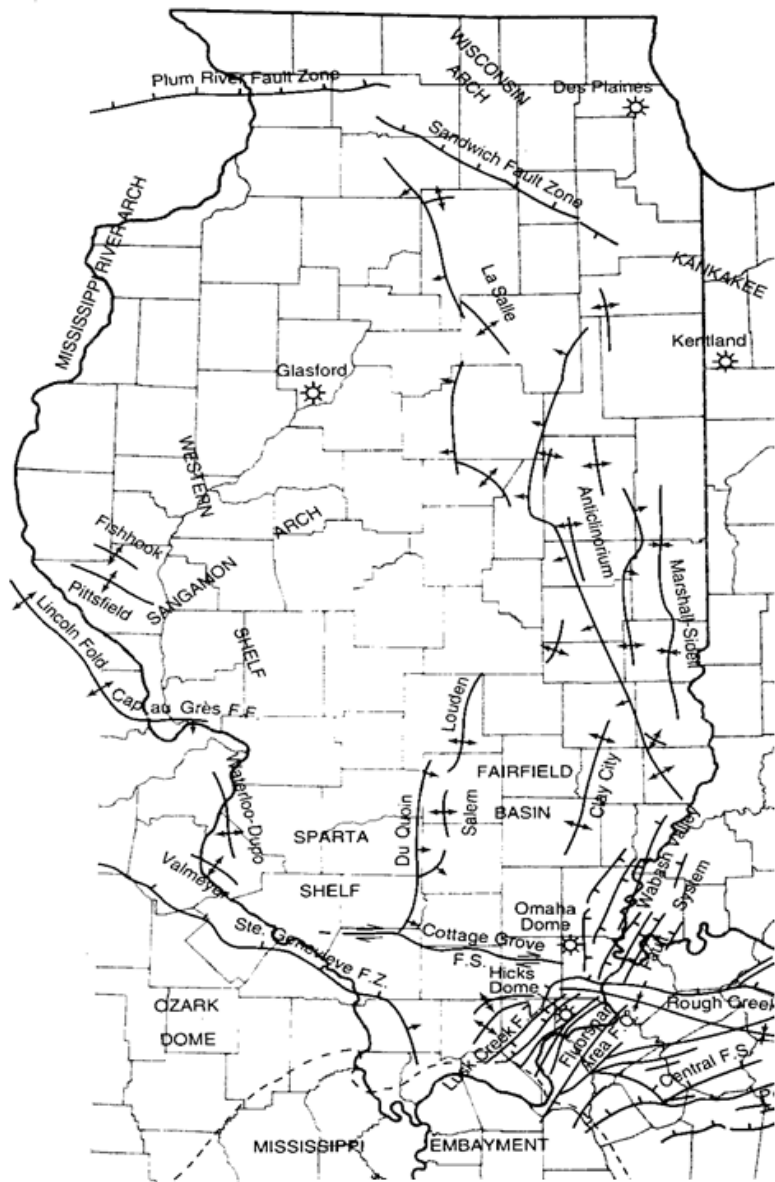 WISCONSIN
ARCH
Plum River Fault Zone
Des Plaines
Sandwich Fault Zone
MISSISSIPPI RIVER ARCH
KANKAKEE
La Salle
Kentland
Glasford
WESTERN
ARCH
Anticlinorium
Fishhook
SANGAMON
Pittsfield
Lincoln Fold
SHELF
Marshall-Sidell
Cap au Grès F.F.
Louden
FAIRFIELD
Clay City
Waterloo-Dupo
BASIN
Salem
SPARTA
Du Quoin
Wabash Valley
Valmeyer
SHELF
System
Omaha
Dome
Ste. Genevieve F.Z.
Cottage Grove
F.S.
Fault
Hicks
Dome
OZARK
DOME
Rough Creek
Lusk Creek F.Z.
Fluorspar
Area F.C.
Central F.S.
MISSISSIPPI
EMBAYMENT